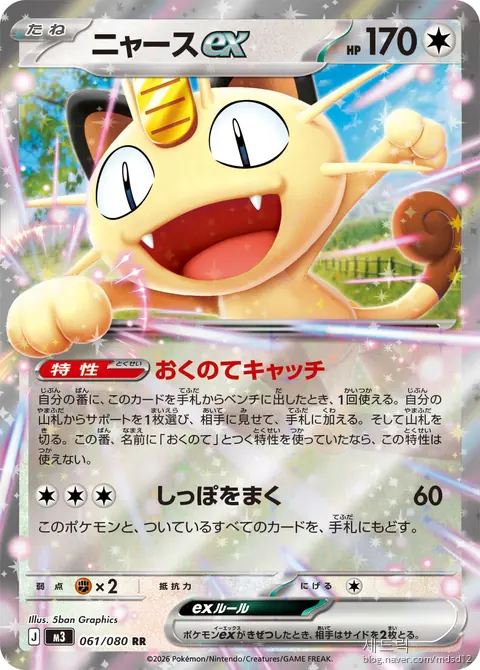 たね ニャースex HP 170
特性 とくせい おくのてキャッチ
自分の番に、このカードを手札からベンチに出したとき、1回使える。自分の
山札からサポートを1枚選び、相手に見せて、手札に加える。そして山札を
切る。この番、名前に「おくのて」とつく特性を使っていたなら、この特性は
使えない。
しっぽをまく 60
このポケモンと、ついているすべてのカードを、手札にもどす。
弱点 ×2 抵抗力 にげる
Illus. 5ban Graphics
exルール
J m3 061/080 RR
ポケモンexがきぜつしたとき、相手はサイドを2枚とる。
©2026 Pokémon/Nintendo/Creatures/GAME FREAK.
blog.naver.com/mdsd12